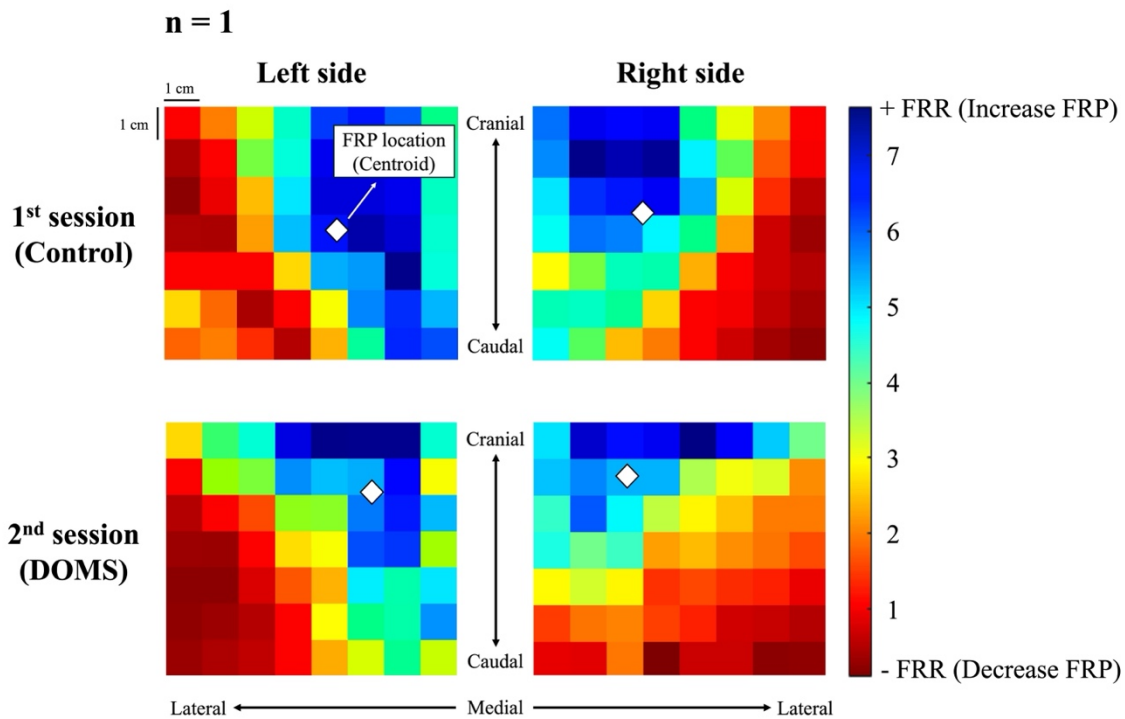 n = 1
Left side
Right side
1 cm
1 cm
FRP location
(Centroid)
Cranial
Caudal
1st session
(Control)
+ FRR (Increase FRP)
7
6
5
4
3
2
1
- FRR (Decrease FRP)
2nd session
(DOMS)
Cranial
Caudal
Lateral
Medial
Lateral